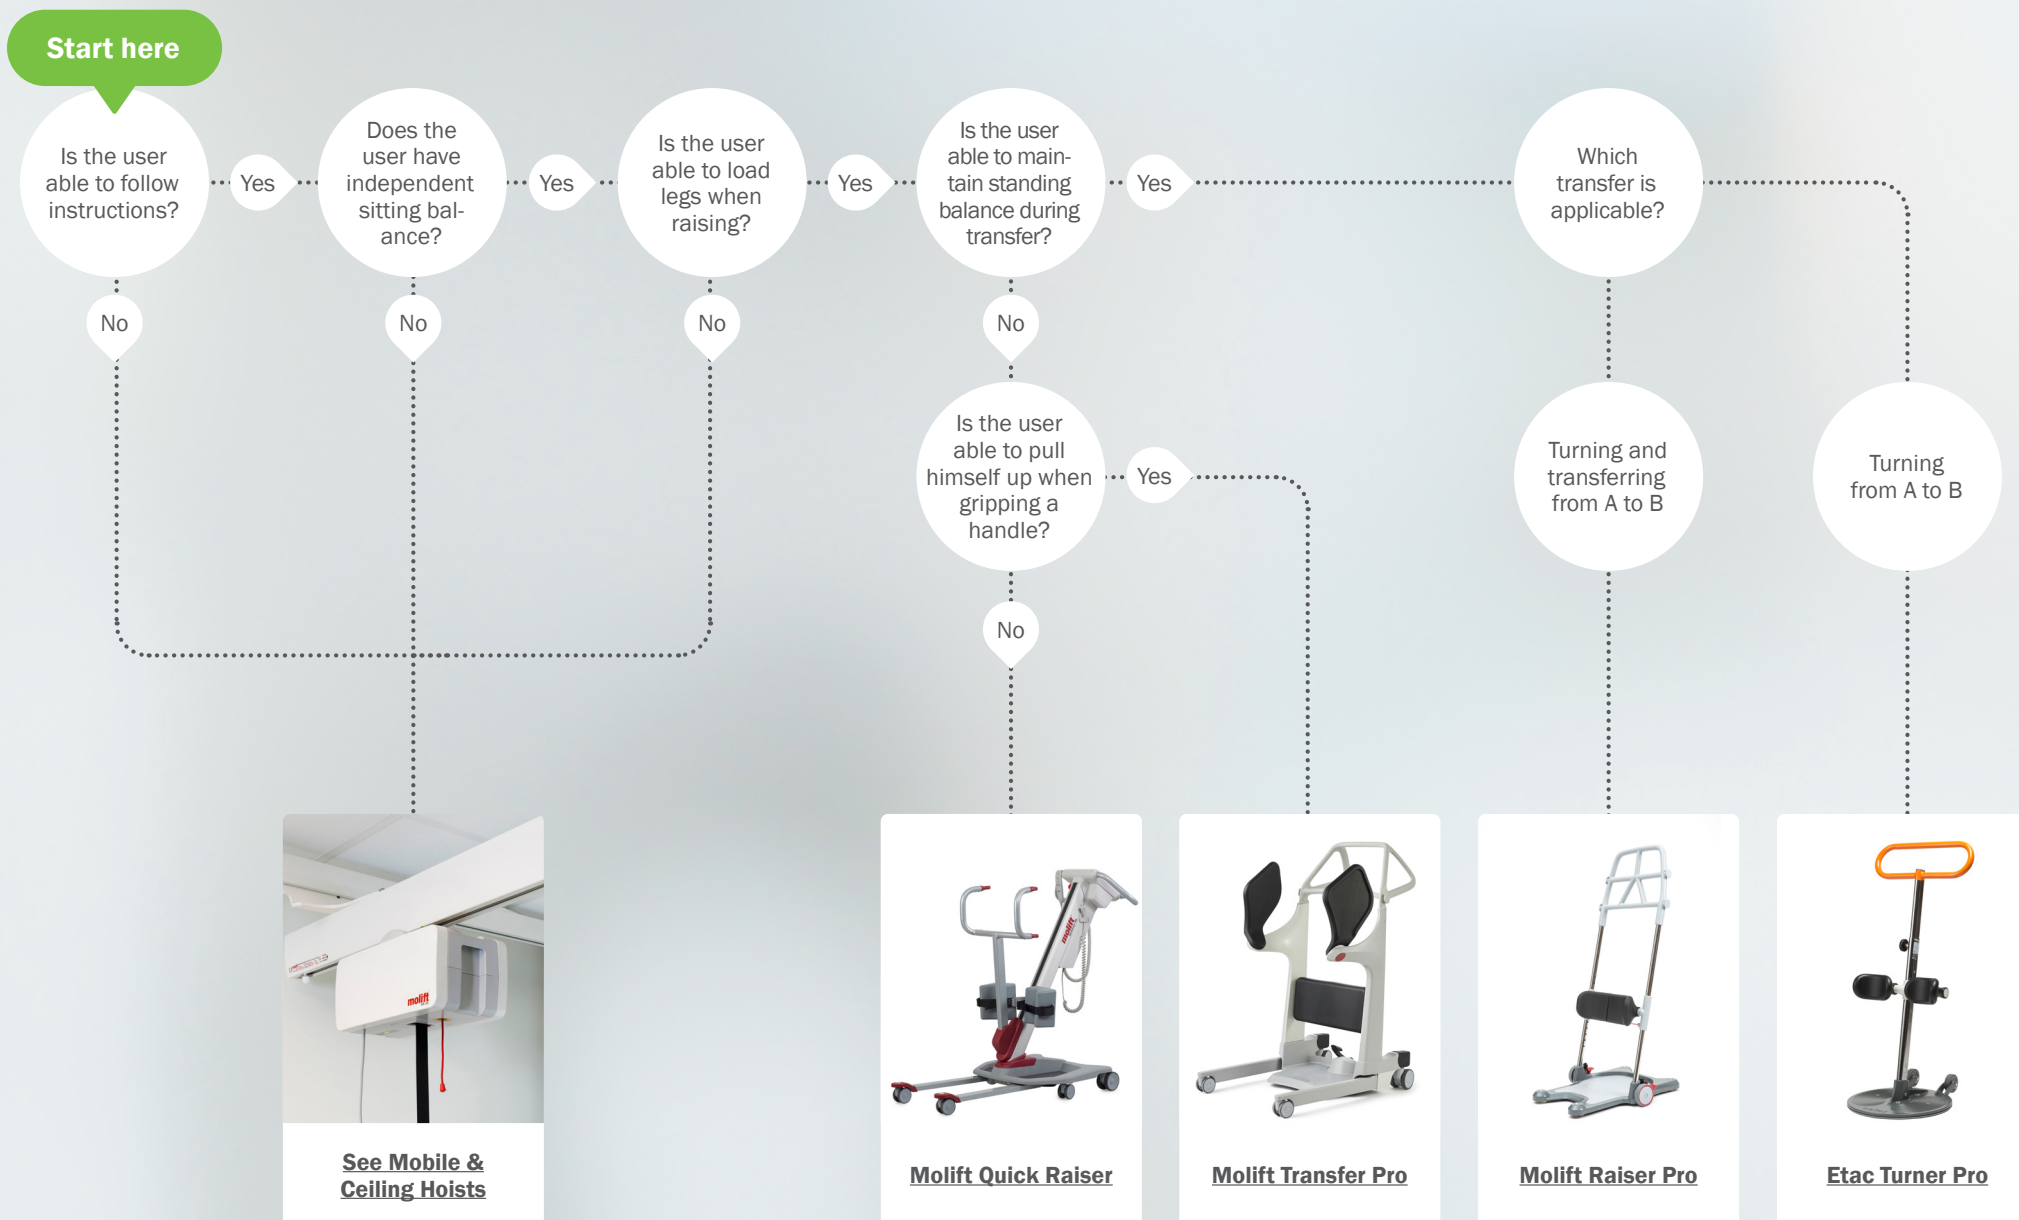 Start here
Is the user
able to follow
instructions?
Yes
Does the
user have
independent
sitting bal-
ance?
Yes
Is the user
able to load
legs when
raising?
Yes
Is the user
able to main-
tain standing
balance during
transfer?
Yes
Which
transfer is
applicable?
No
No
No
No
Is the user
able to pull
himself up when
gripping a
handle?
Yes
Turning and
transferring
from A to B
Turning
from A to B
No
molift
molift
See Mobile &
Ceiling Hoists
Molift Quick Raiser
Molift Transfer Pro
Molift Raiser Pro
Etac Turner Pro